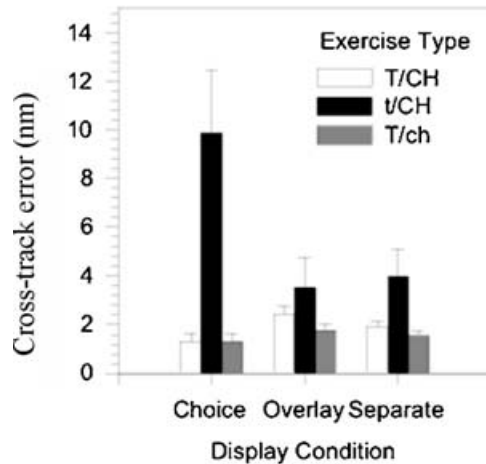 Cross-track error (nm)
14
12
10
8
6
4
2
0
Exercise Type
T/CH
t/CH
T/ch
Choice Overlay Separate
Display Condition